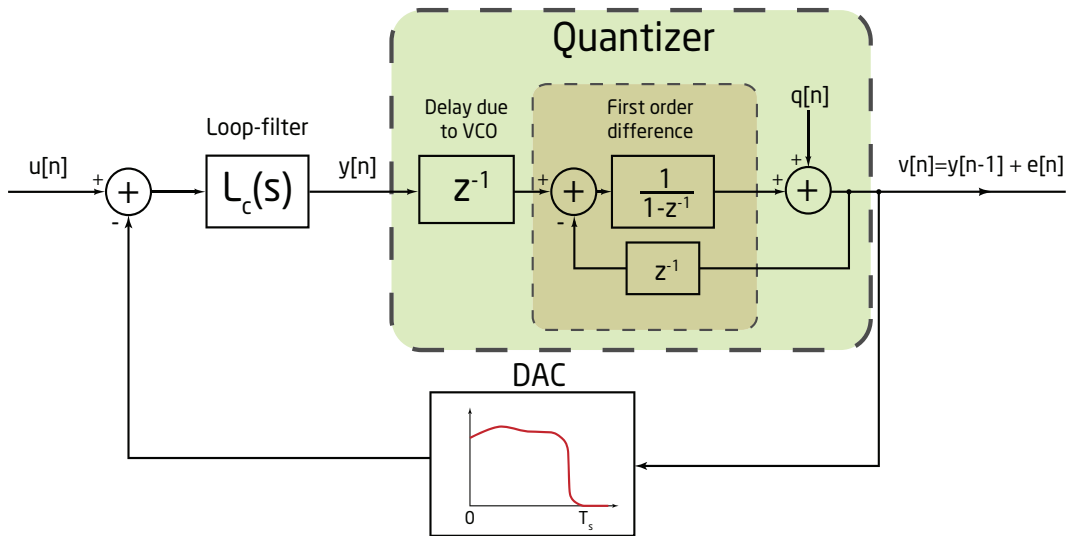 Quantizer
Delay due
to VCO
First order
difference
q[n]
Loop-filter
u[n]
+
+
-
L_c(s)
y[n]
z⁻¹
+
+
-
1
1-z⁻¹
+
+
+
v[n]=y[n-1] + e[n]
z⁻¹
DAC
0
T_s